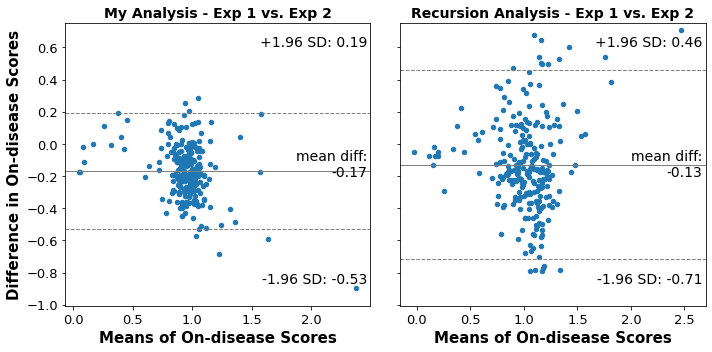 My Analysis - Exp 1 vs. Exp 2
Recursion Analysis - Exp 1 vs. Exp 2
Difference in On-disease Scores
0.6
0.4
0.2
0.0
−0.2
−0.4
−0.6
−0.8
−1.0
+1.96 SD: 0.19
mean diff:
-0.17
-1.96 SD: -0.53
0.0
0.5
1.0
1.5
2.0
Means of On-disease Scores
+1.96 SD: 0.46
mean diff:
-0.13
-1.96 SD: -0.71
0.0
0.5
1.0
1.5
2.0
2.5
Means of On-disease Scores